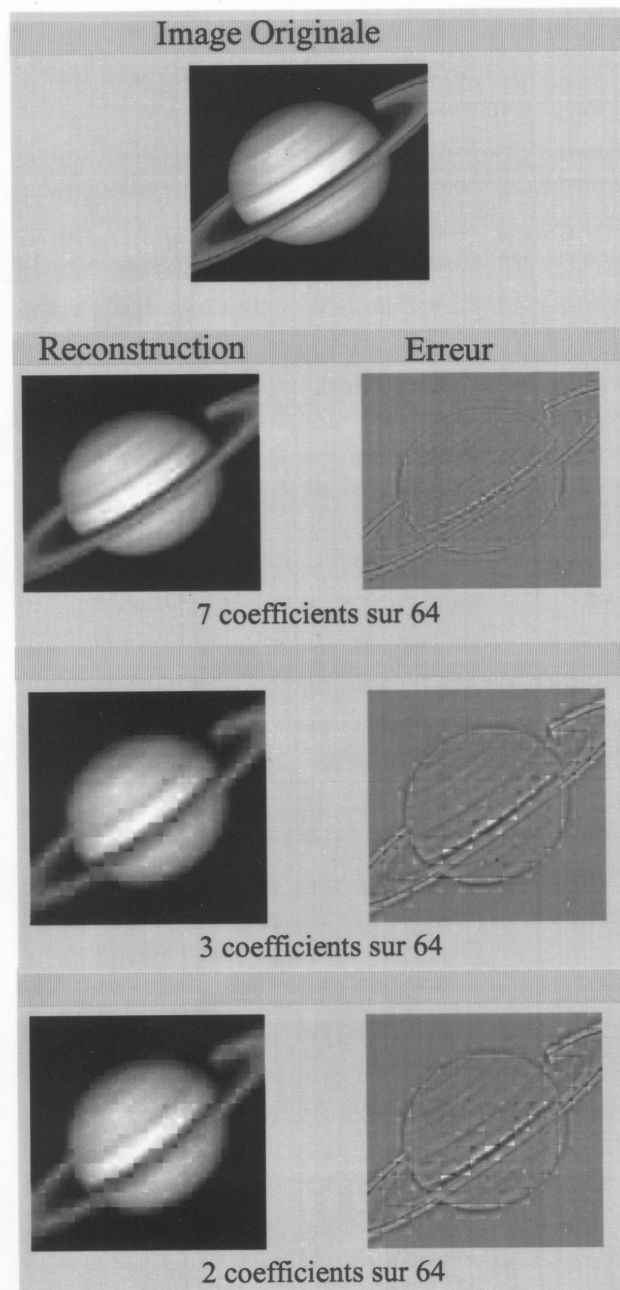 Image Originale
Reconstruction Erreur
7 coefficients sur 64
3 coefficients sur 64
2 coefficients sur 64